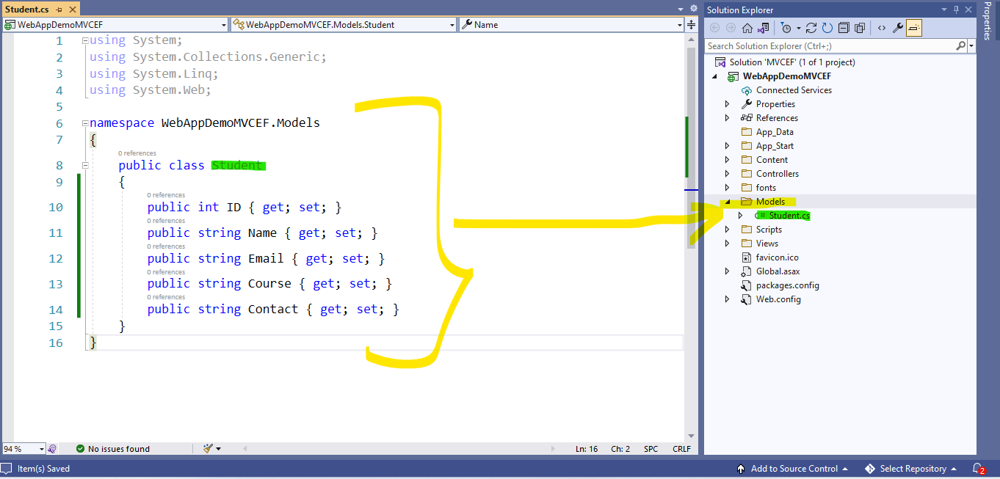 Student.cs
WebAppDemoMVCEF
WebAppDemoMVCEF.Models.Student
Name
1 using System;
2 using System.Collections.Generic;
3 using System.Linq;
4 using System.Web;
5
6 namespace WebAppDemoMVCEF.Models
7 {
0 references
8 public class Student
9 {
0 references
10 public int ID { get; set; }
0 references
11 public string Name { get; set; }
0 references
12 public string Email { get; set; }
0 references
13 public string Course { get; set; }
0 references
14 public string Contact { get; set; }
15 }
16 }
94 %
No issues found
Ln: 16 Ch: 2 SPC CRLF
Solution Explorer
Search Solution Explorer (Ctrl+;)
Solution 'MVCEF' (1 of 1 project)
WebAppDemoMVCEF
Connected Services
Properties
References
App_Data
App_Start
Content
Controllers
fonts
Models
C# Student.cs
Scripts
Views
favicon.ico
Global.asax
packages.config
Web.config
Properties
Item(s) Saved
Add to Source Control
Select Repository
2